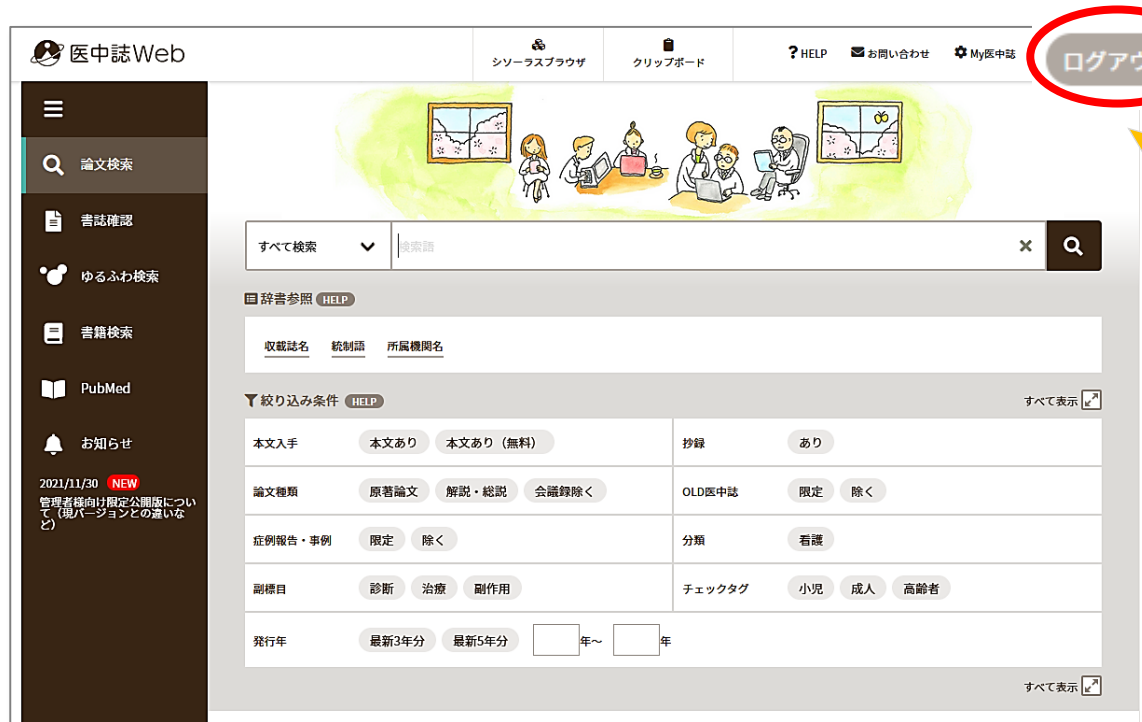 医中誌Web
シソーラスブラウザ
クリップボード
? HELP
お問い合わせ
My医中誌
ログアウ
論文検索
書誌確認
ゆるふわ検索
書籍検索
PubMed
お知らせ
2021/11/30 NEW
管理者様向け限定公開版につい
て（現バージョンとの違いな
ど）
すべて検索
検索語
辞書参照 HELP
収載誌名 統制語 所属機関名
絞り込み条件 HELP
すべて表示
本文入手 本文あり 本文あり（無料）
抄録 あり
論文種類 原著論文 解説・総説 会議録除く
OLD医中誌 限定 除く
症例報告・事例 限定 除く
分類 看護
副標目 診断 治療 副作用
チェックタグ 小児 成人 高齢者
発行年 最新3年分 最新5年分 年～ 年
すべて表示